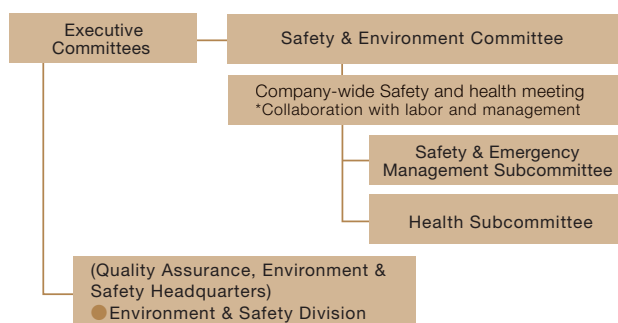 Executive
Committees
Safety & Environment Committee
Company-wide Safety and health meeting
*Collaboration with labor and management
Safety & Emergency
Management Subcommittee
Health Subcommittee
(Quality Assurance, Environment &
Safety Headquarters)
●Environment & Safety Division